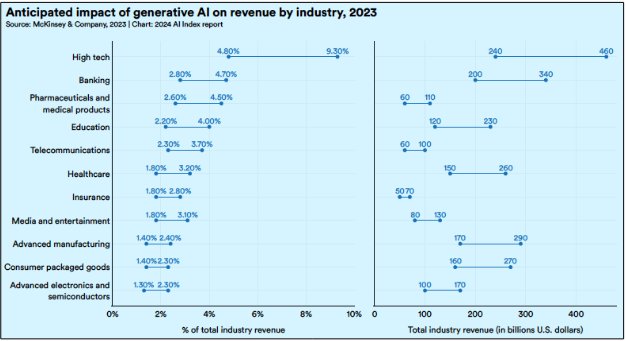 Anticipated impact of generative AI on revenue by industry, 2023
Source: McKinsey & Company, 2023 | Chart: 2024 AI Index report
High tech 4.80% 9.30% 240 460
Banking 2.80% 4.70% 200 340
Pharmaceuticals and
medical products 2.60% 4.50% 60 110
Education 2.20% 4.00% 120 230
Telecommunications 2.30% 3.70% 60 100
Healthcare 1.80% 3.20% 150 260
Insurance 1.80% 2.80% 50 70
Media and entertainment 1.80% 3.10% 80 130
Advanced manufacturing 1.40% 2.40% 170 290
Consumer packaged goods 1.40% 2.30% 160 270
Advanced electronics and
semiconductors 1.30% 2.30% 100 170
0% 2% 4% 6% 8% 10% 0 200 400
% of total industry revenue Total industry revenue (in billions U.S. dollars)